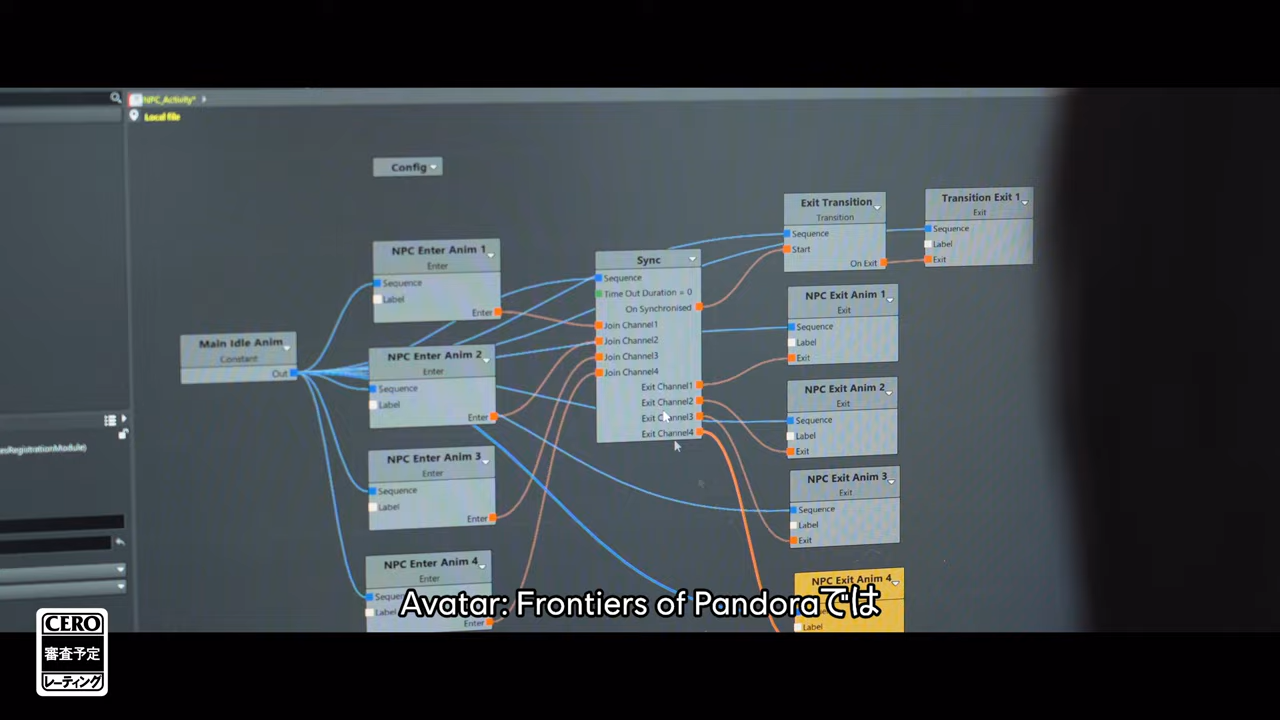 NPC_Activity*
Local file
Config
Exit Transition
Transition
Sequence
Start
On Exit
Transition Exit 1
Exit
Sequence
Label
Exit
NPC Enter Anim 1
Enter
Sequence
Label
Enter
Sync
Sequence
Time Out Duration = 0
On Synchronised
Join Channel1
Join Channel2
Join Channel3
Join Channel4
Exit Channel1
Exit Channel2
Exit Channel3
Exit Channel4
NPC Exit Anim 1
Exit
Sequence
Label
Exit
Main Idle Anim
Constant
Out
NPC Enter Anim 2
Enter
Sequence
Label
Enter
NPC Exit Anim 2
Exit
Sequence
Label
Exit
esRegistrationModule)
NPC Enter Anim 3
Enter
Sequence
Label
Enter
NPC Exit Anim 3
Exit
Sequence
Label
Exit
NPC Enter Anim 4
Enter
Label
Enter
NPC Exit Anim 4
Label
Avatar: Frontiers of Pandoraでは
CERO
審査予定
レーティング